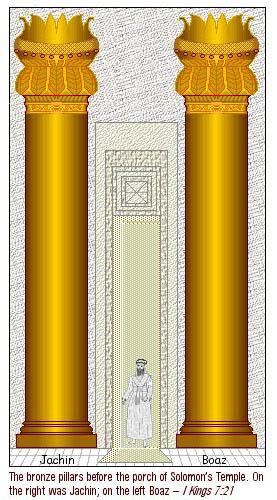 Jachin Boaz
The bronze pillars before the porch of Solomon's Temple. On
the right was Jachin; on the left Boaz – I Kings 7:21